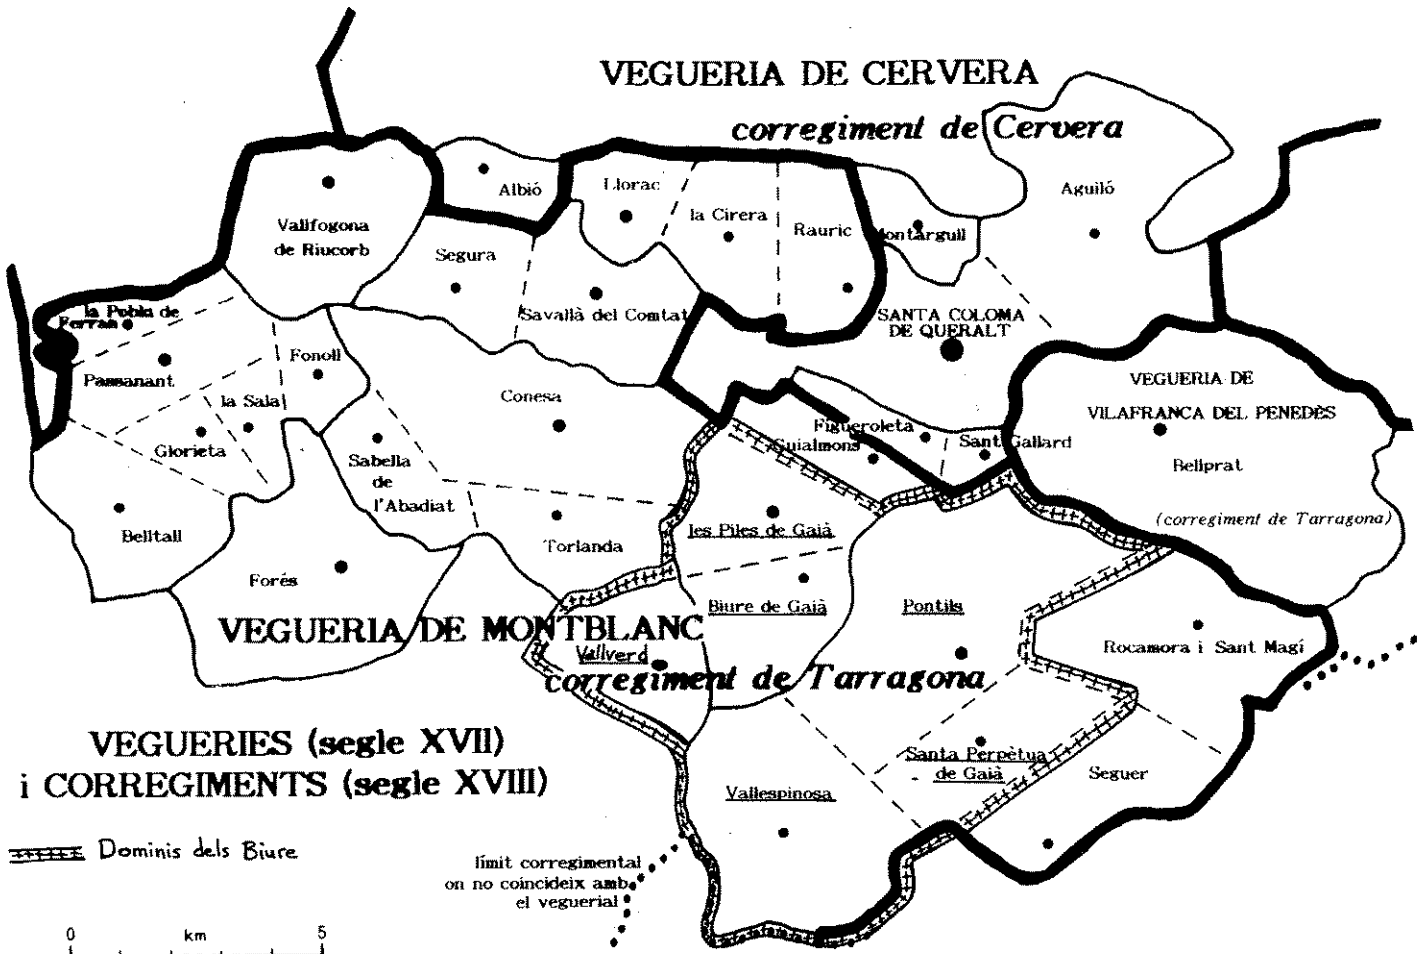 VEGUERIA DE CERVERA
corregiment de Cervera
Albió
Llorac
Aguiló
la Cirera
Vallfogona
de Riucorb
Rauric
Montargull
Segura
la Pobla de
Ferran
Savallà del Comtat
SANTA COLOMA
DE QUERALT
Fonoll
Passanant
VEGUERIA DE
VILAFRANCA DEL PENEDÈS
la Sala
Conesa
Figueroleta
Glorieta
Guialmons
Sant Gallard
Sabella
de
l'Abadiat
Bellprat
(corregiment de Tarragona)
Belltall
les Piles de Gaià
Torlanda
Forés
Biure de Gaià
Pontils
VEGUERIA DE MONTBLANC
Vallverd
Rocamora i Sant Magí
corregiment de Tarragona
VEGUERIES (segle XVII)
i CORREGIMENTS (segle XVIII)
Santa Perpètua
de Gaià
Seguer
Vallespinosa
Dominis dels Biure
límit corregimental
on no coincideix amb
el veguerial
0 km 5